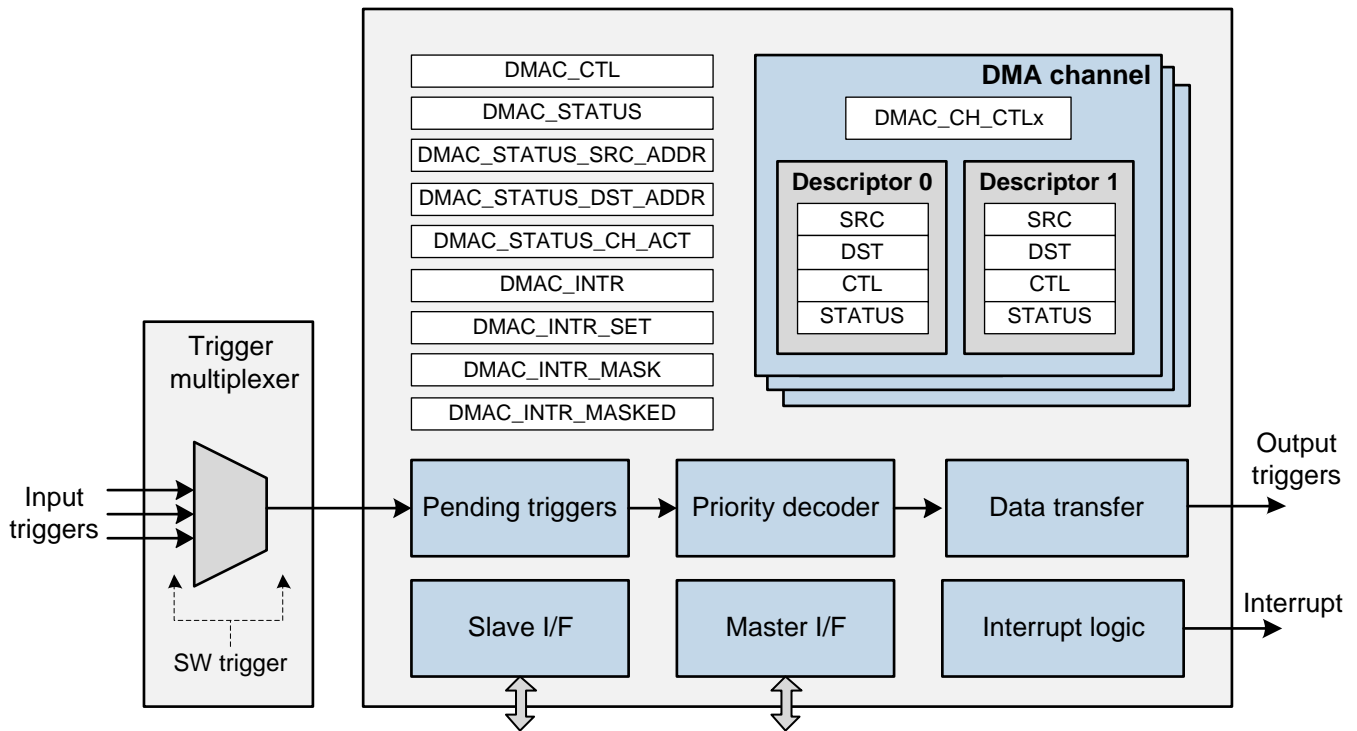 DMAC_CTL
DMAC_STATUS
DMAC_STATUS_SRC_ADDR
DMAC_STATUS_DST_ADDR
DMAC_STATUS_CH_ACT
DMAC_INTR
DMAC_INTR_SET
DMAC_INTR_MASK
DMAC_INTR_MASKED
DMA channel
DMAC_CH_CTLx
Descriptor 0
SRC
DST
CTL
STATUS
Descriptor 1
SRC
DST
CTL
STATUS
Trigger
multiplexer
Input
triggers
SW trigger
Pending triggers
Priority decoder
Data transfer
Output
triggers
Slave I/F
Master I/F
Interrupt logic
Interrupt